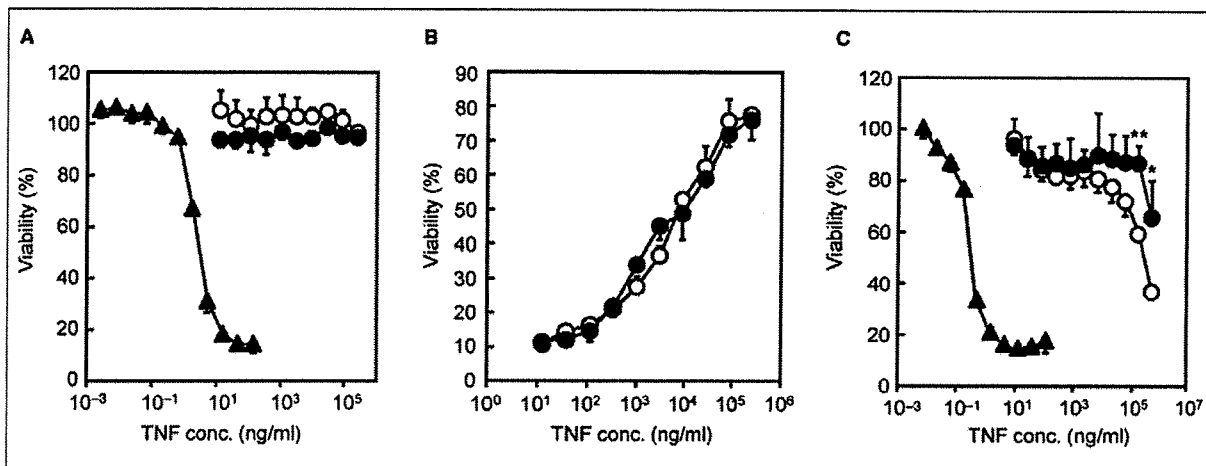 A
B
C
120
100
80
60
40
20
0
Viability (%)
10⁻³ 10⁻¹ 10¹ 10³ 10⁵
TNF conc. (ng/ml)
90
80
70
60
50
40
30
20
10
0
Viability (%)
10⁰ 10¹ 10² 10³ 10⁴ 10⁵ 10⁶
TNF conc. (ng/ml)
120
100
80
60
40
20
0
Viability (%)
**
*
10⁻³ 10⁻¹ 10¹ 10³ 10⁵ 10⁷
TNF conc. (ng/ml)